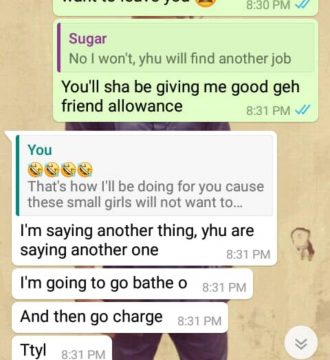 want to leave you 😩
8:30 PM
Sugar
No I won't, yhu will find another job
You'll sha be giving me good geh
friend allowance
8:31 PM
You
🤣🤣🤣🤣
That's how I'll be doing for you cause
these small girls will not want to...
I'm saying another thing, yhu are
saying another one
8:31 PM
I'm going to go bathe o 8:31 PM
And then go charge 8:31 PM
Ttyl 8:31 PM